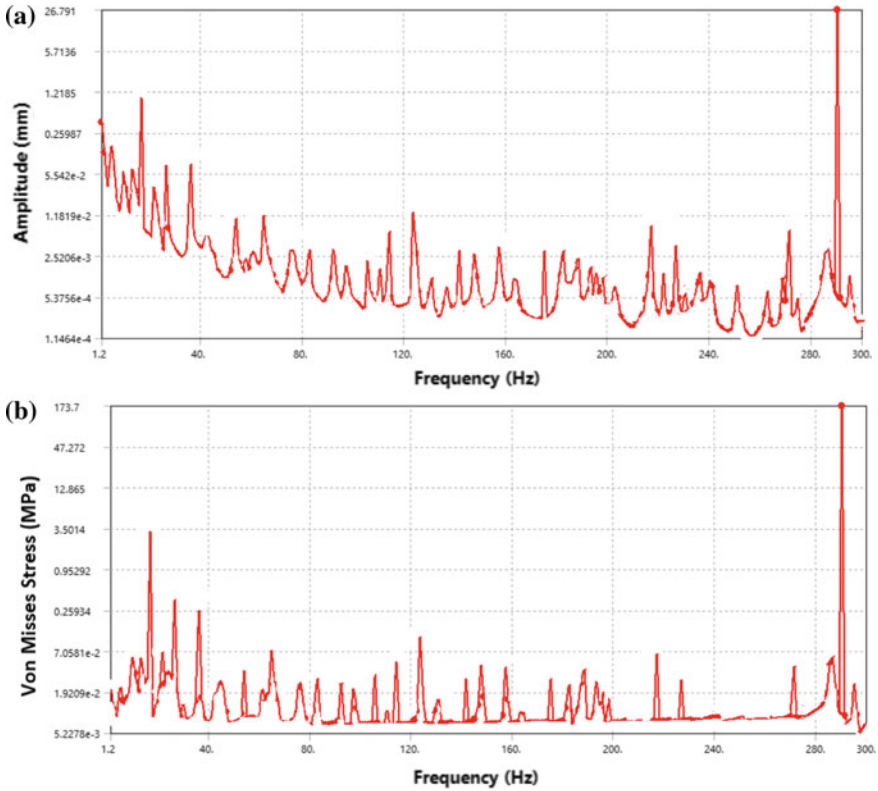 (a)
Amplitude (mm)
26.791
5.7136
1.2185
0.25987
5.542e-2
1.1819e-2
2.5206e-3
5.3756e-4
1.1464e-4
1.2 40. 80. 120. 160. 200. 240. 280. 300.
Frequency (Hz)
(b)
Von Misses Stress (MPa)
173.7
47.272
12.865
3.5014
0.95292
0.25934
7.0581e-2
1.9209e-2
5.2278e-3
1.2 40. 80. 120. 160. 200. 240. 280. 300.
Frequency (Hz)